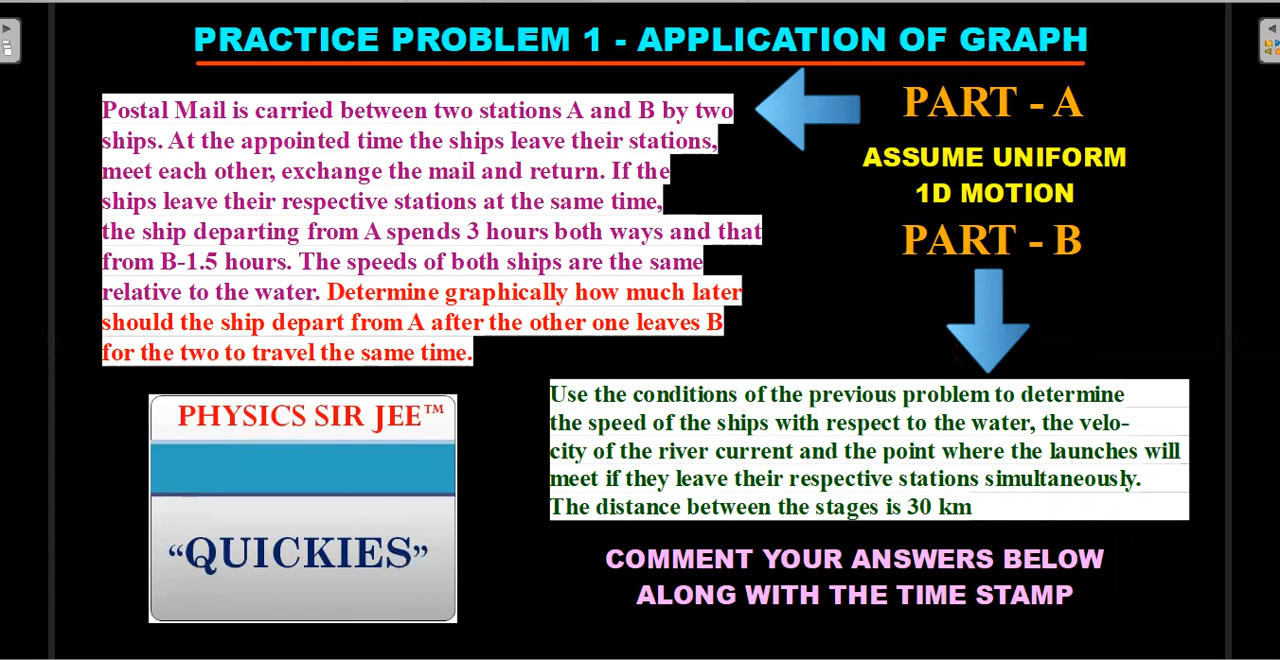 PRACTICE PROBLEM 1 - APPLICATION OF GRAPH
Postal Mail is carried between two stations A and B by two
ships. At the appointed time the ships leave their stations,
meet each other, exchange the mail and return. If the
ships leave their respective stations at the same time,
the ship departing from A spends 3 hours both ways and that
from B-1.5 hours. The speeds of both ships are the same
relative to the water. Determine graphically how much later
should the ship depart from A after the other one leaves B
for the two to travel the same time.
PART - A
ASSUME UNIFORM
1D MOTION
PART - B
Use the conditions of the previous problem to determine
the speed of the ships with respect to the water, the velo-
city of the river current and the point where the launches will
meet if they leave their respective stations simultaneously.
The distance between the stages is 30 km
PHYSICS SIR JEE™
“QUICKIES”
COMMENT YOUR ANSWERS BELOW
ALONG WITH THE TIME STAMP